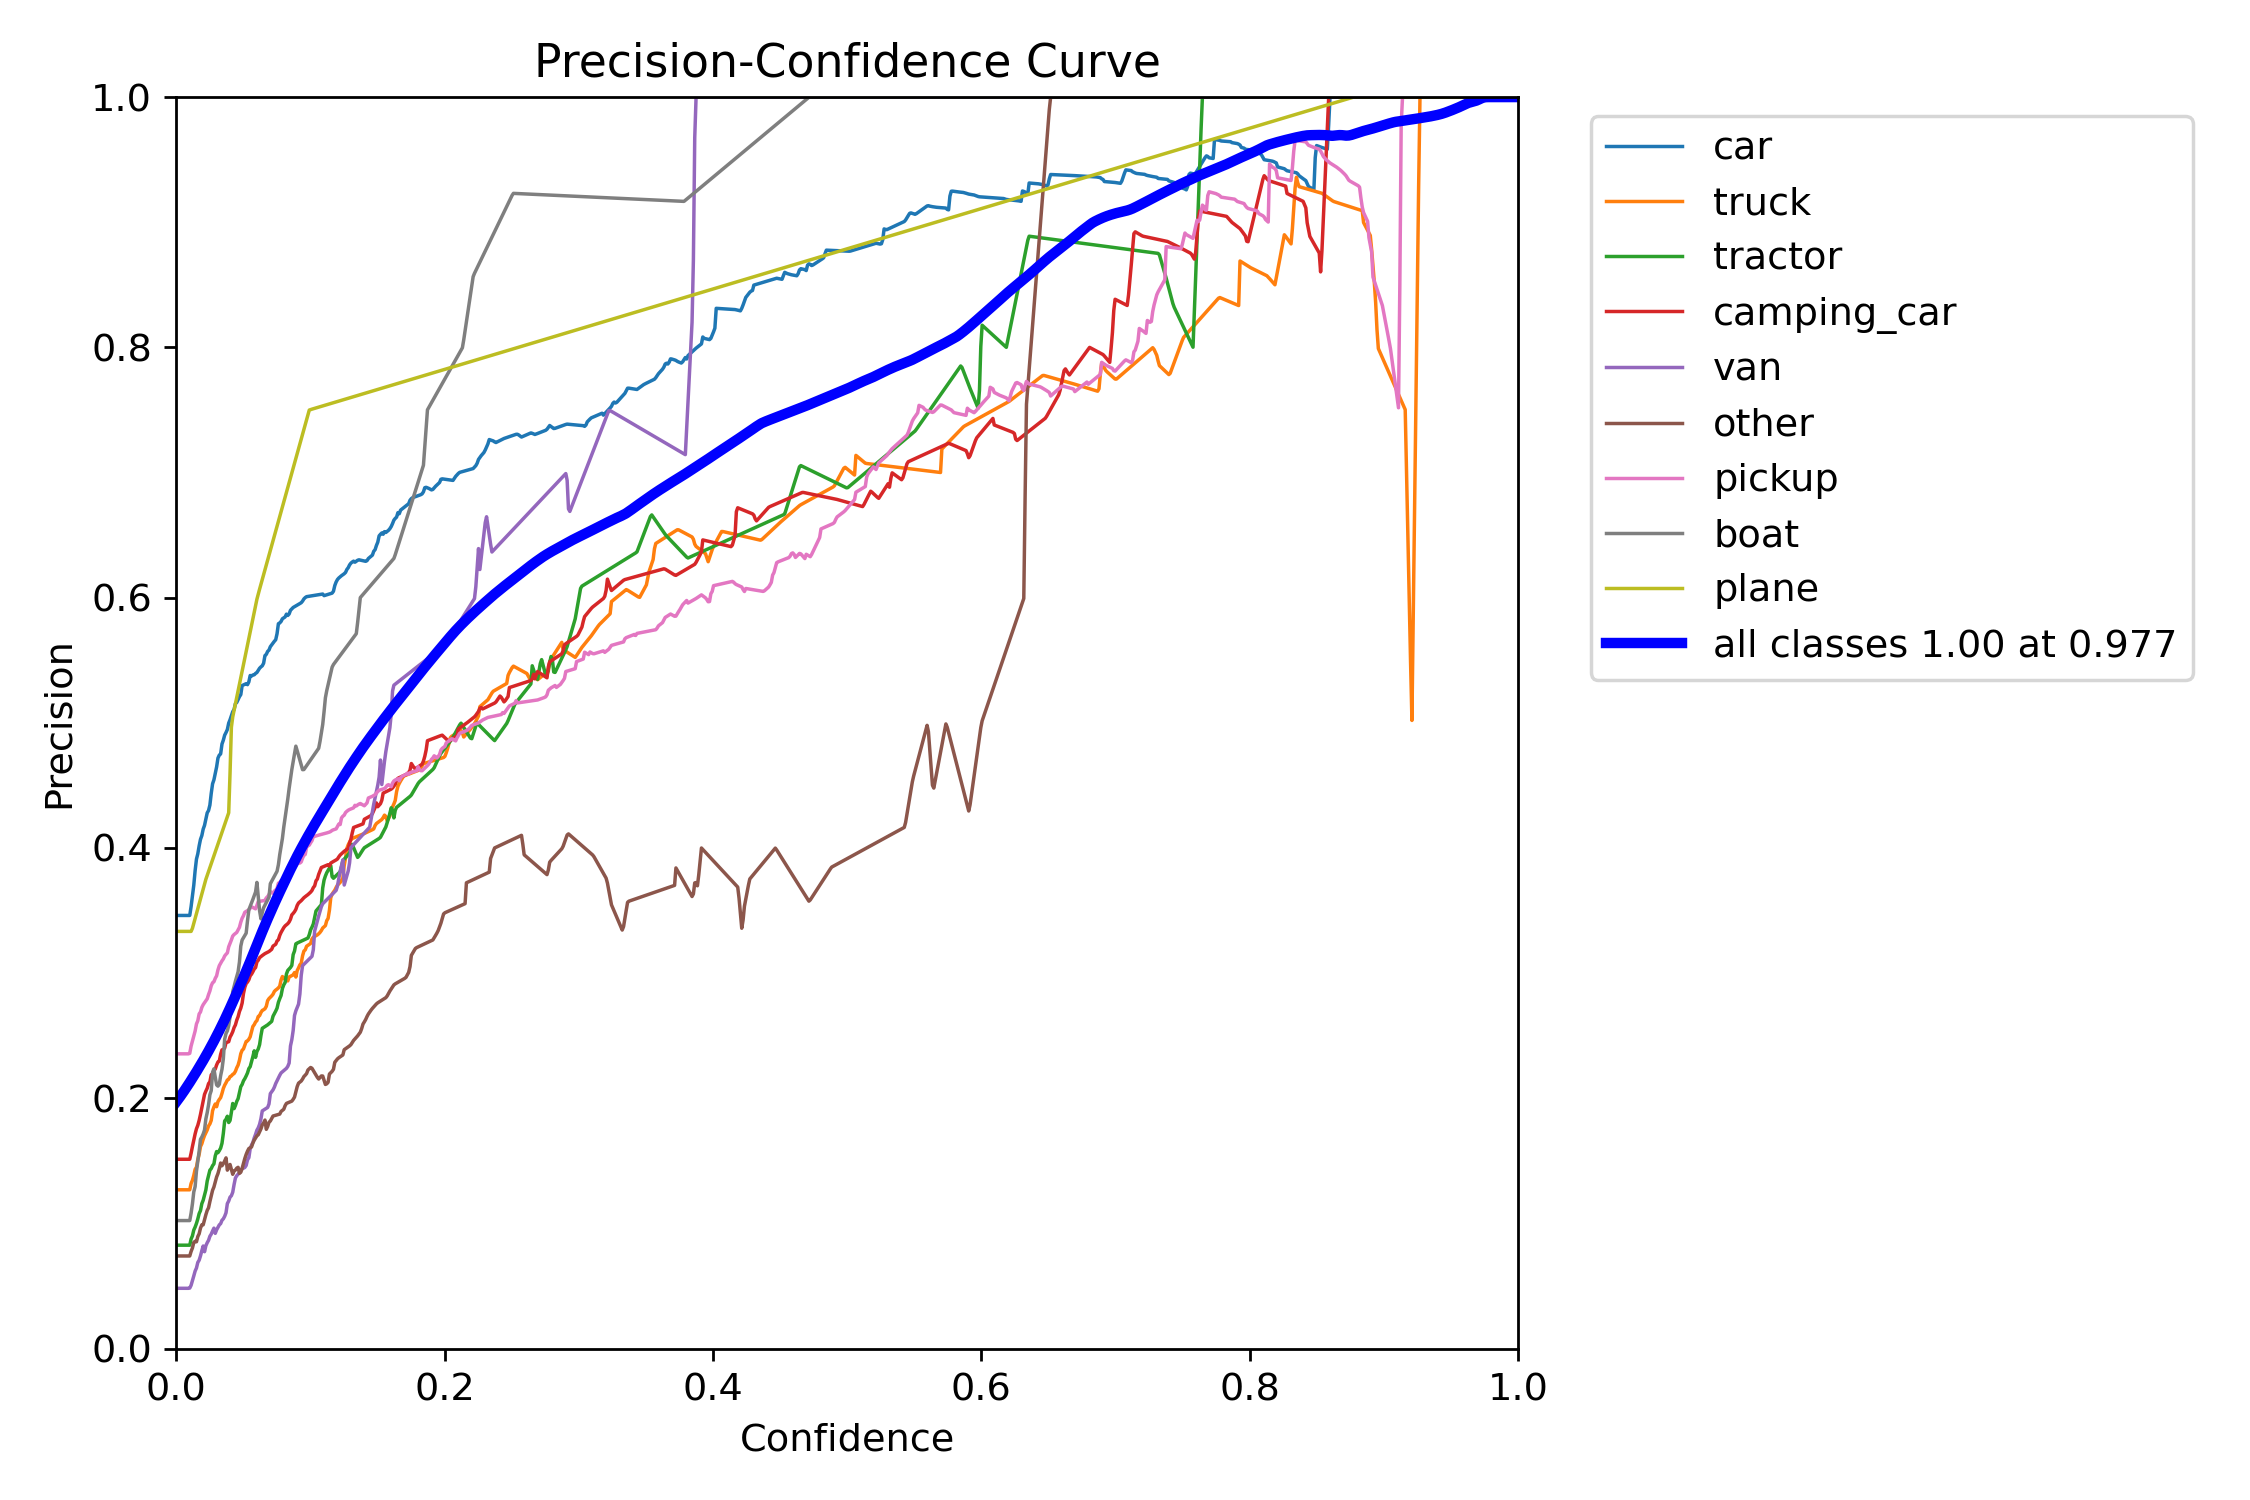 Precision-Confidence Curve
1.0
0.8
0.6
0.4
0.2
0.0
Precision
0.0 0.2 0.4 0.6 0.8 1.0
Confidence
car
truck
tractor
camping_car
van
other
pickup
boat
plane
all classes 1.00 at 0.977